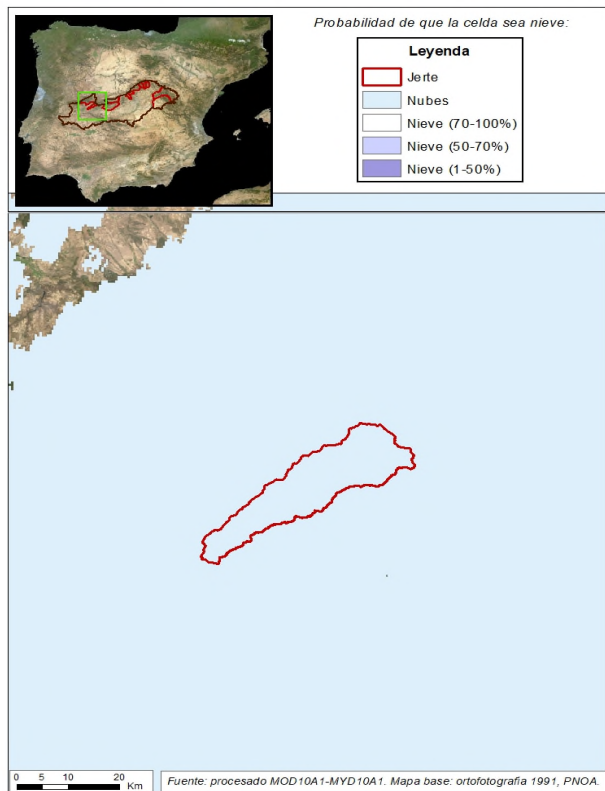 Probabilidad de que la celda sea nieve:
Leyenda
Jerte
Nubes
Nieve (70-100%)
Nieve (50-70%)
Nieve (1-50%)
0 5 10 20
Km
Fuente: procesado MOD10A1-MYD10A1. Mapa base: ortofotografia 1991, PNOA.